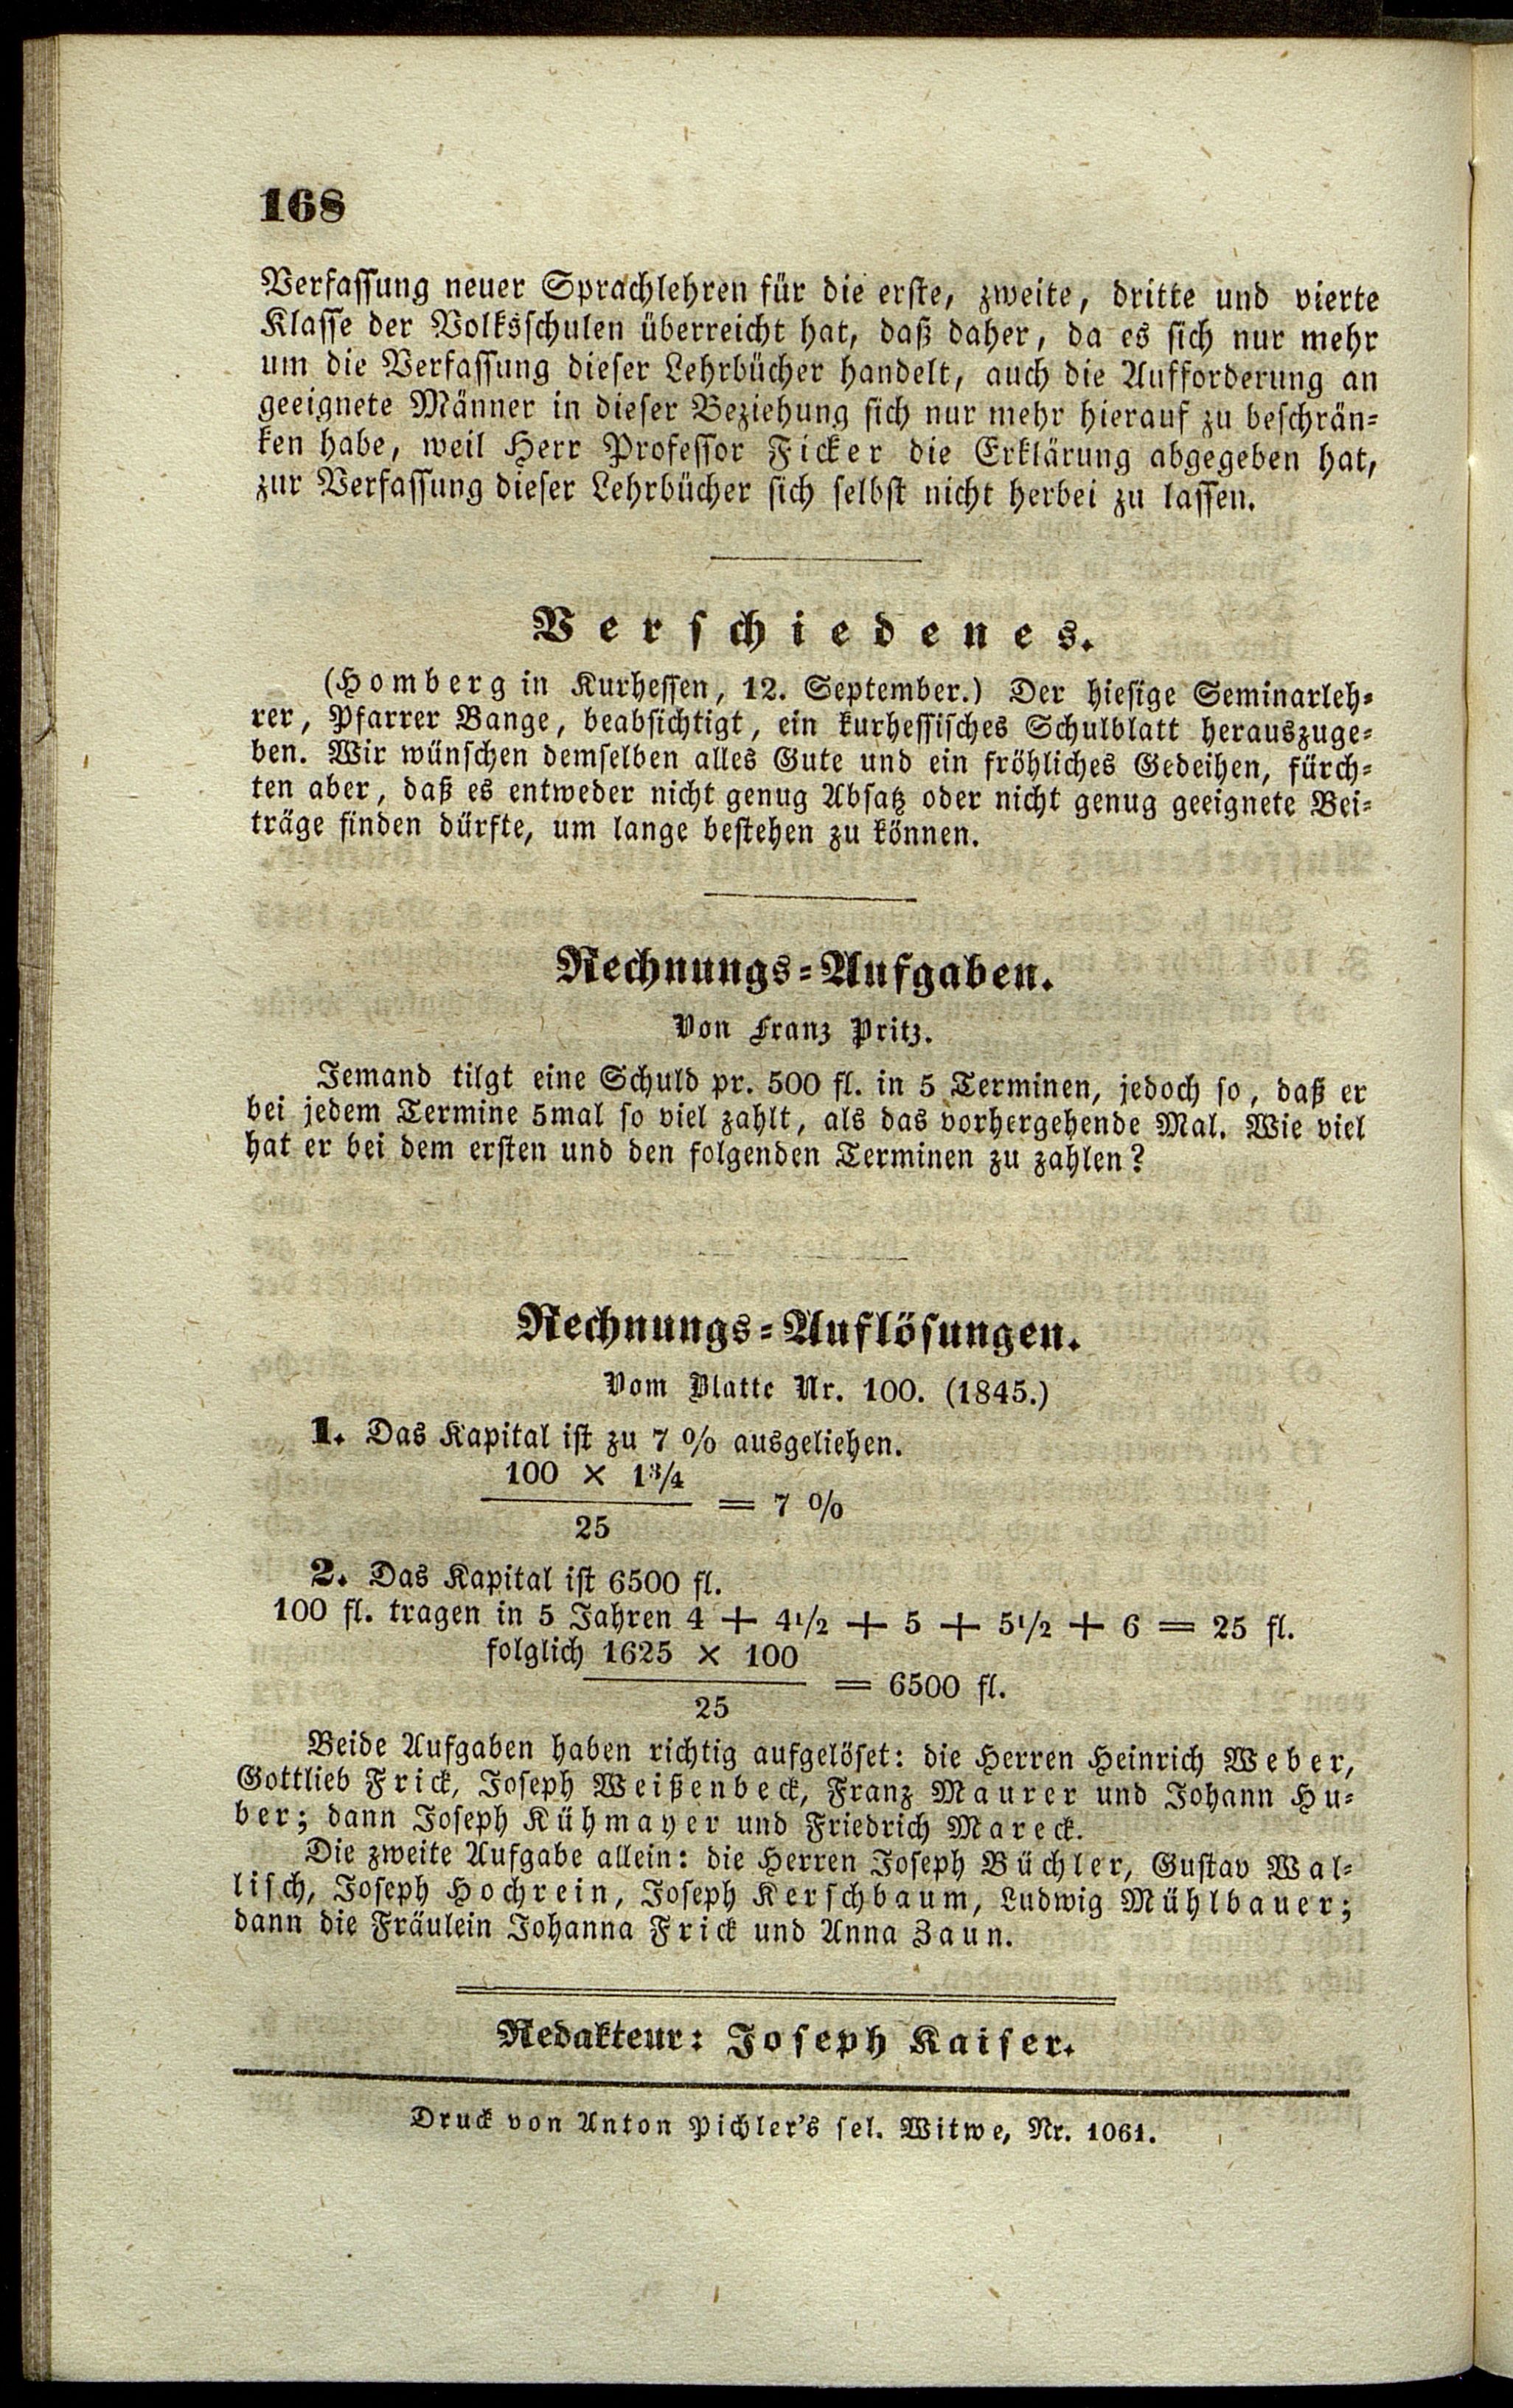 168
Verfassung neuer Sprachlehren für die erste, zweite, dritte und vierte
Klasse der Volksschulen überreicht hat, daß daher, da es sich nur mehr
um die Verfassung dieser Lehrbücher handelt, auch die Aufforderung an
geeignete Männer in dieser Beziehung sich nur mehr hierauf zu beschrän-
ken habe, weil Herr Professor Ficker die Erklärung abgegeben hat,
zur Verfassung dieser Lehrbücher sich selbst nicht herbei zu lassen.
Verschiedenes.
(Homberg in Kurhessen, 12. September.) Der hiesige Seminarleh-
rer, Pfarrer Bange, beabsichtigt, ein kurhessisches Schulblatt herauszuge-
ben. Wir wünschen demselben alles Gute und ein fröhliches Gedeihen, fürch-
ten aber, daß es entweder nicht genug Absatz oder nicht genug geeignete Bei-
träge finden dürfte, um lange bestehen zu können.
Rechnungs-Aufgaben.
Von Franz Pritz.
Jemand tilgt eine Schuld pr. 500 fl. in 5 Terminen, jedoch so, daß er
bei jedem Termine 5mal so viel zahlt, als das vorhergehende Mal. Wie viel
hat er bei dem ersten und den folgenden Terminen zu zahlen?
Rechnungs-Auflösungen.
Vom Blatte Nr. 100. (1845.)
1. Das Kapital ist zu 7 % ausgeliehen.
100 × 1 3/4
= 7 %
25
2. Das Kapital ist 6500 fl.
100 fl. tragen in 5 Jahren 4 + 4 1/2 + 5 + 5 1/2 + 6 = 25 fl.
folglich 1625 × 100
= 6500 fl.
25
Beide Aufgaben haben richtig aufgelöset: die Herren Heinrich Weber,
Gottlieb Frick, Joseph Weißenbeck, Franz Maurer und Johann Hu-
ber; dann Joseph Kühmayer und Friedrich Mareck.
Die zweite Aufgabe allein: die Herren Joseph Büchler, Gustav Wal-
lisch, Joseph Hochrein, Joseph Kerschbaum, Ludwig Mühlbauer;
dann die Fräulein Johanna Frick und Anna Zaun.
Redakteur: Joseph Kaiser.
Druck von Anton Pichler's sel. Witwe, Nr. 1061.